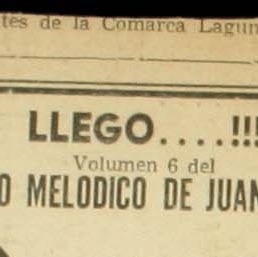 tes de la Comarca Lagun
LLEGO....!!!
Volumen 6 del
O MELODICO DE JUAN